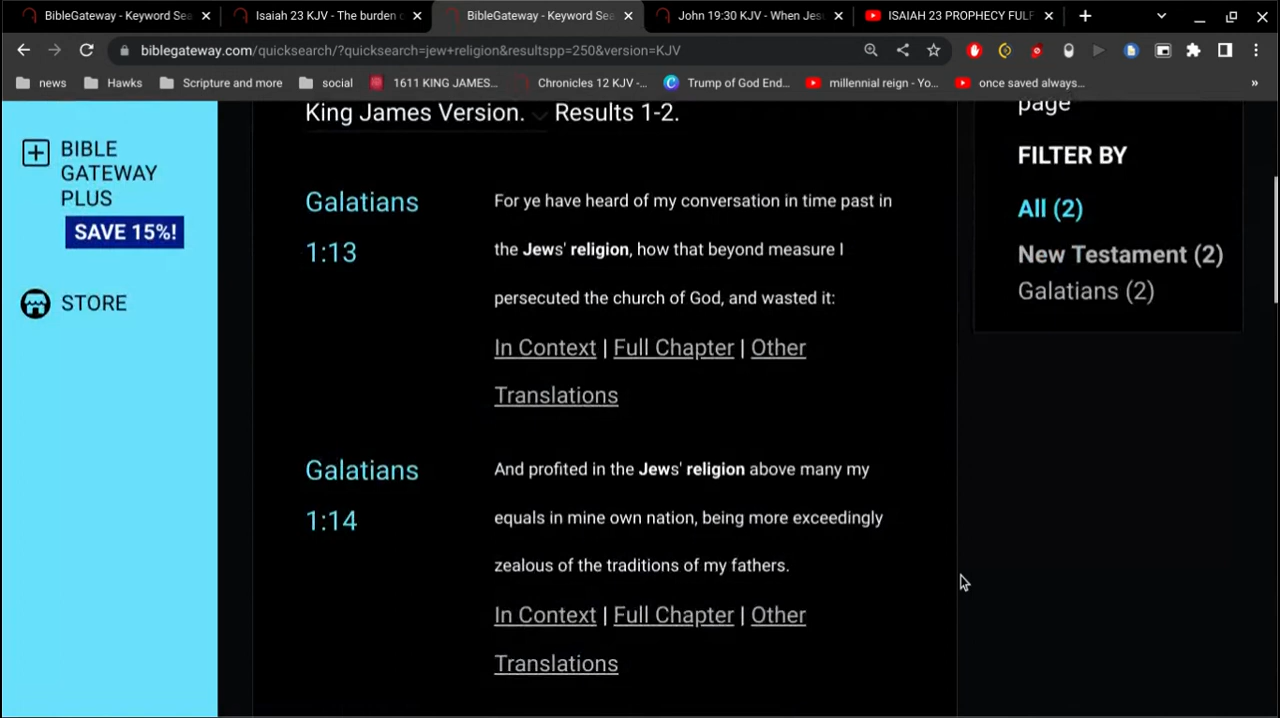 BibleGateway - Keyword Sea
Isaiah 23 KJV - The burden o
BibleGateway - Keyword Sea
John 19:30 KJV - When Jesu
ISAIAH 23 PROPHECY FULF
biblegateway.com/quicksearch/?quicksearch=jew+religion&resultspp=250&version=KJV
news
Hawks
Scripture and more
social
1611 KING JAMES...
Chronicles 12 KJV -...
Trump of God End...
millennial reign - Yo...
once saved always...
»
BIBLE
GATEWAY
PLUS
SAVE 15%!
STORE
King James Version. Results 1-2.
Galatians
1:13
For ye have heard of my conversation in time past in
the Jews' religion, how that beyond measure I
persecuted the church of God, and wasted it:
In Context | Full Chapter | Other
Translations
Galatians
1:14
And profited in the Jews' religion above many my
equals in mine own nation, being more exceedingly
zealous of the traditions of my fathers.
In Context | Full Chapter | Other
Translations
page
FILTER BY
All (2)
New Testament (2)
Galatians (2)